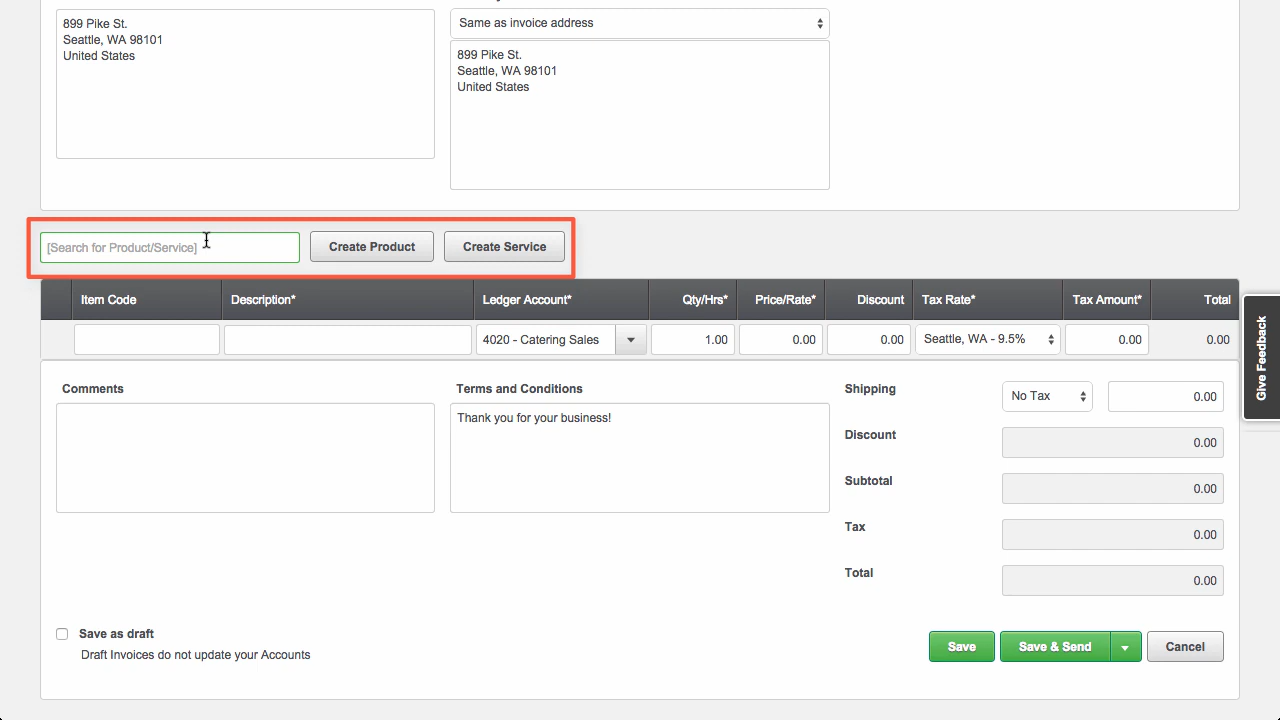 899 Pike St.
Seattle, WA 98101
United States
Same as invoice address
899 Pike St.
Seattle, WA 98101
United States
[Search for Product/Service]
Create Product
Create Service
Item Code
Description*
Ledger Account*
Qty/Hrs*
Price/Rate*
Discount
Tax Rate*
Tax Amount*
Total
4020 - Catering Sales
1.00
0.00
0.00
Seattle, WA - 9.5%
0.00
0.00
Give Feedback
Comments
Terms and Conditions
Thank you for your business!
Shipping
No Tax
0.00
Discount
0.00
Subtotal
0.00
Tax
0.00
Total
0.00
Save as draft
Draft Invoices do not update your Accounts
Save
Save & Send
Cancel